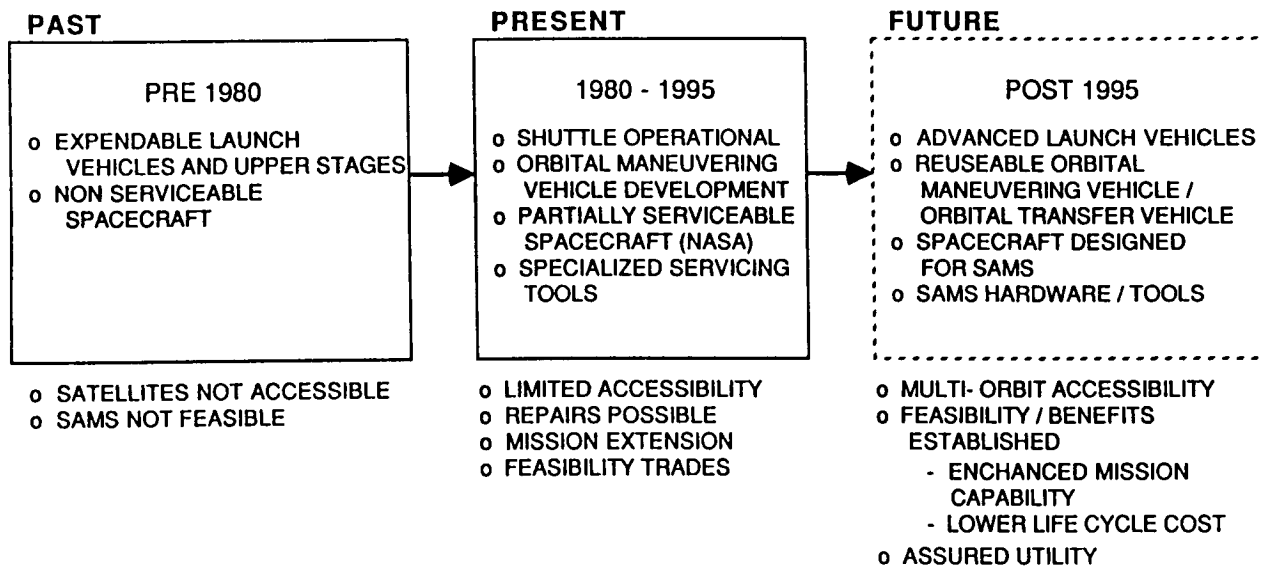 PAST
PRE 1980
o EXPENDABLE LAUNCH
VEHICLES AND UPPER STAGES
o NON SERVICEABLE
SPACECRAFT
o SATELLITES NOT ACCESSIBLE
o SAMS NOT FEASIBLE
PRESENT
1980 - 1995
o SHUTTLE OPERATIONAL
o ORBITAL MANEUVERING
VEHICLE DEVELOPMENT
o PARTIALLY SERVICEABLE
SPACECRAFT (NASA)
o SPECIALIZED SERVICING
TOOLS
o LIMITED ACCESSIBILITY
o REPAIRS POSSIBLE
o MISSION EXTENSION
o FEASIBILITY TRADES
FUTURE
POST 1995
o ADVANCED LAUNCH VEHICLES
o REUSEABLE ORBITAL
MANEUVERING VEHICLE /
ORBITAL TRANSFER VEHICLE
o SPACECRAFT DESIGNED
FOR SAMS
o SAMS HARDWARE / TOOLS
o MULTI- ORBIT ACCESSIBILITY
o FEASIBILITY / BENEFITS
ESTABLISHED
- ENCHANCED MISSION
CAPABILITY
- LOWER LIFE CYCLE COST
o ASSURED UTILITY